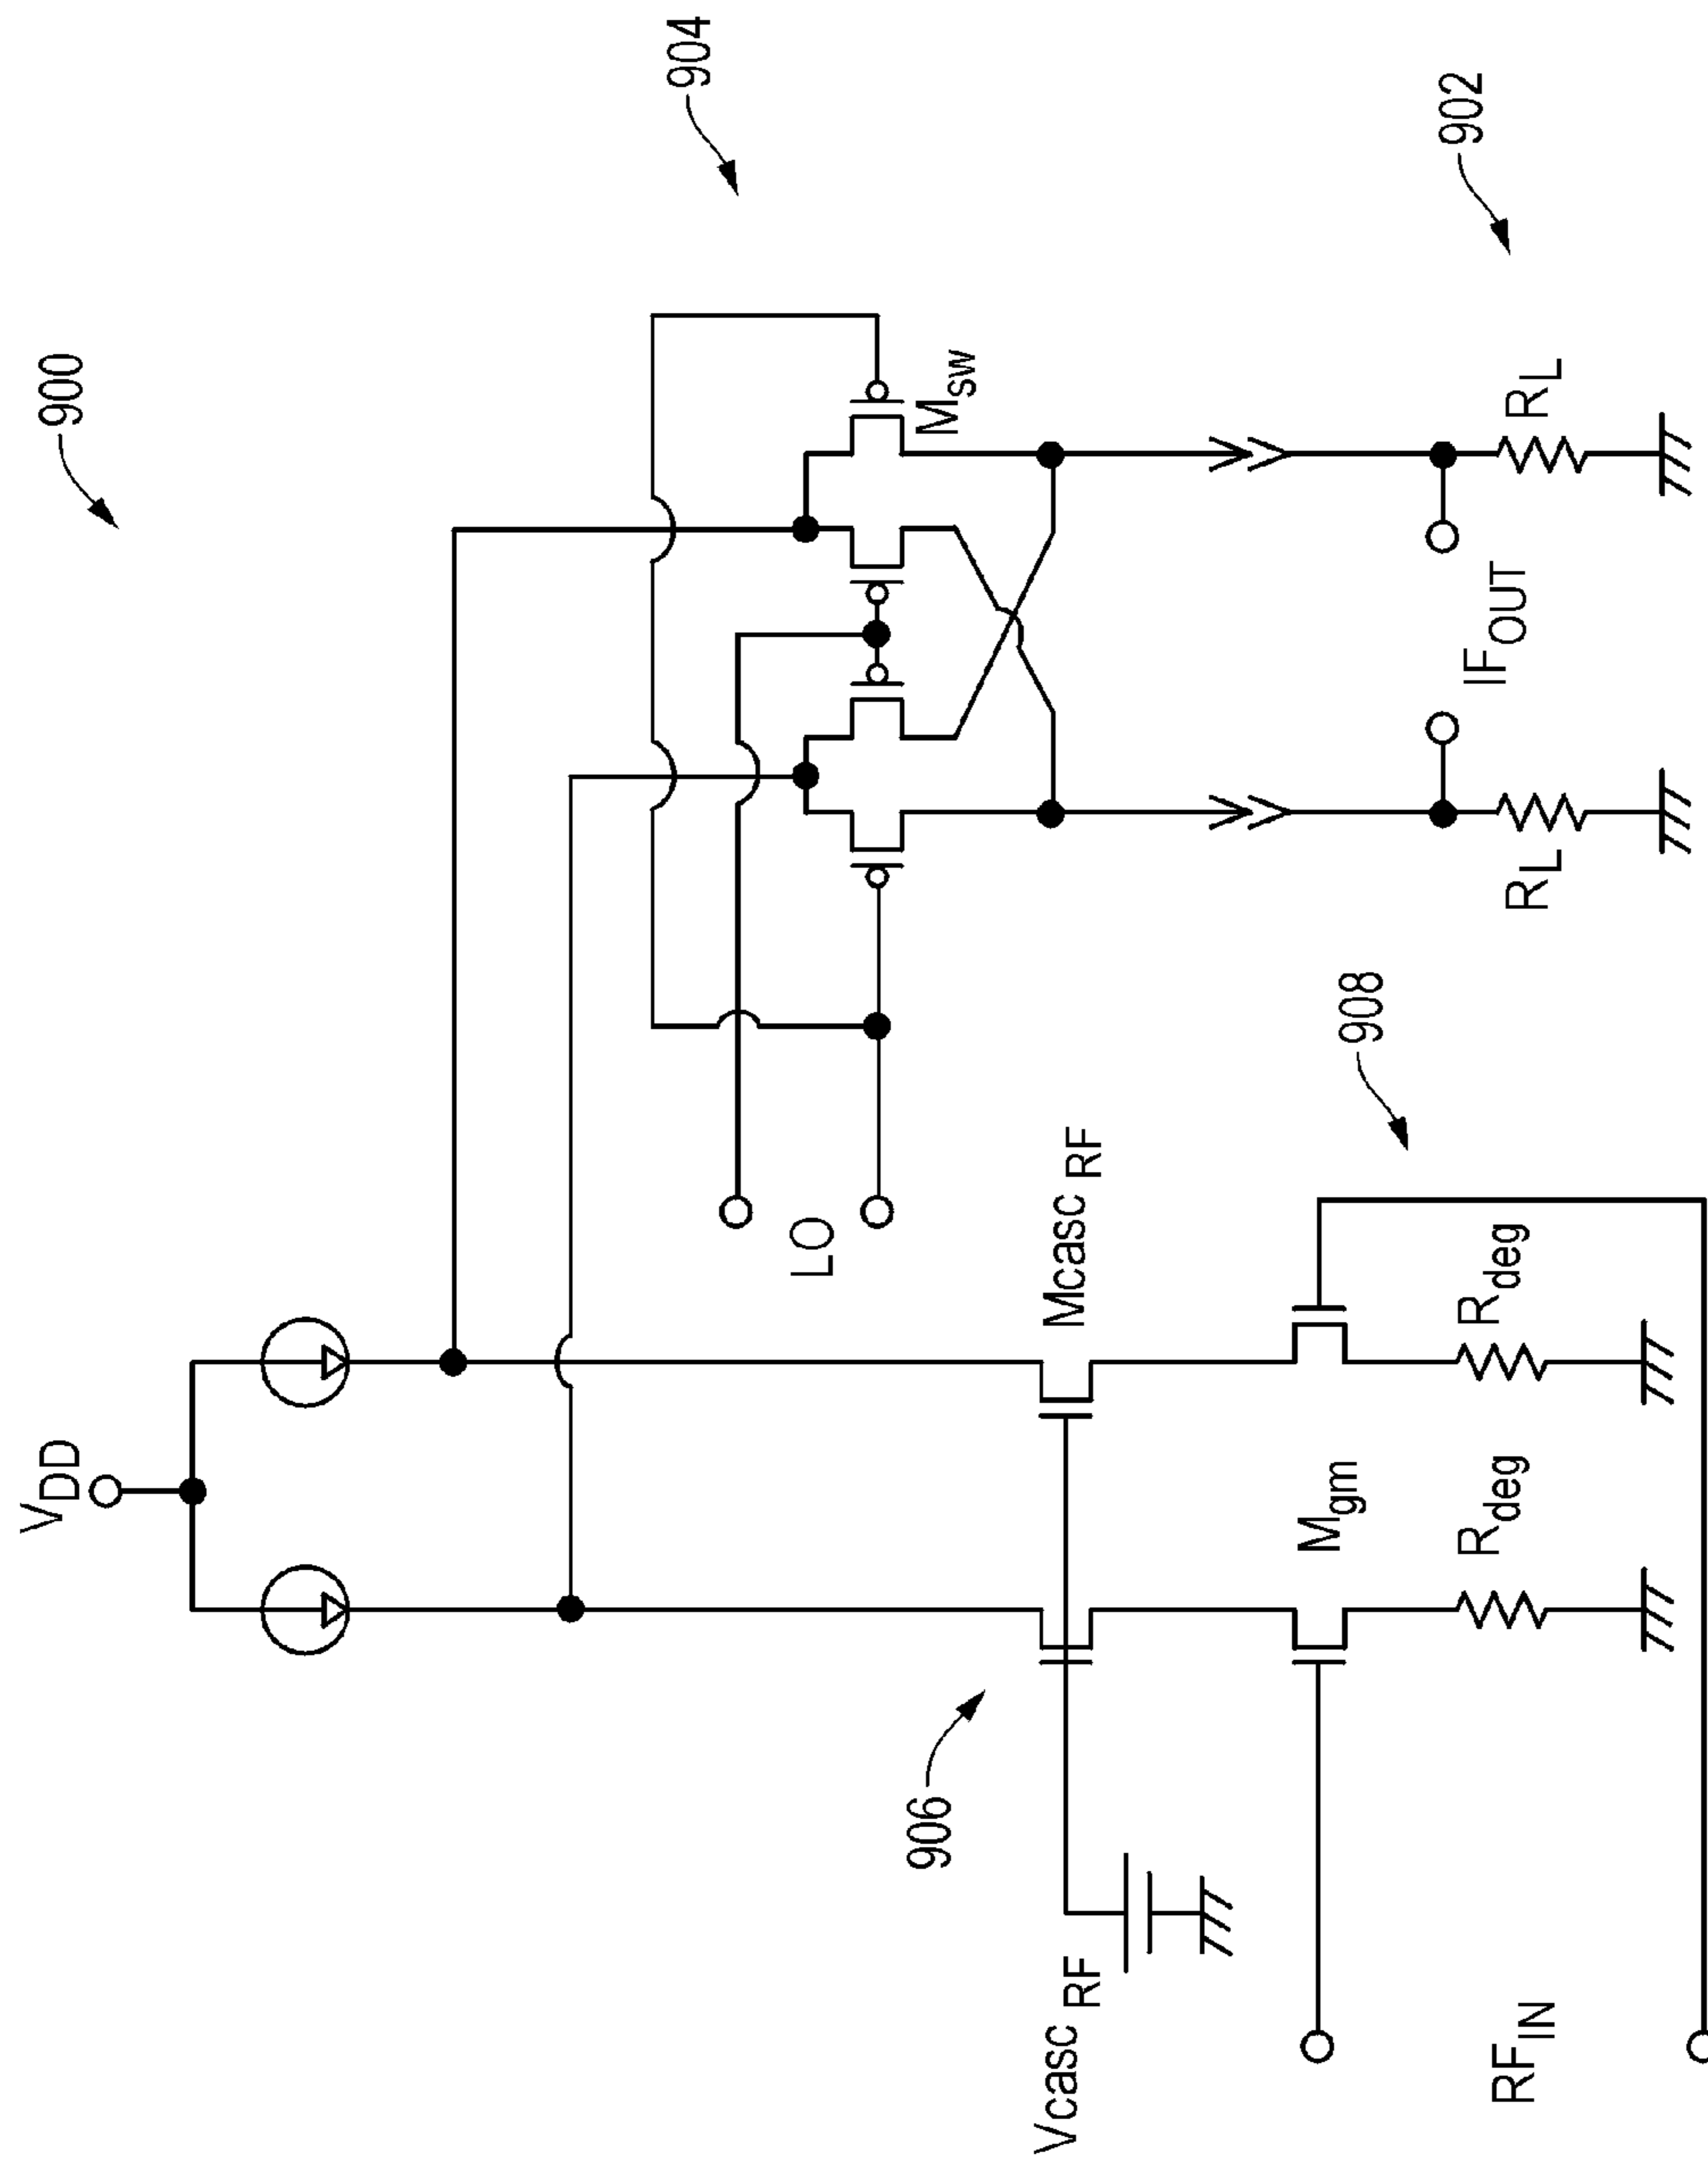 900
904
902
V_DD
LO
M_sw
IF_OUT
R_L
R_L
906
908
Mcasc_RF
Vcasc_RF
M_gm
R_deg
R_deg
RF_IN